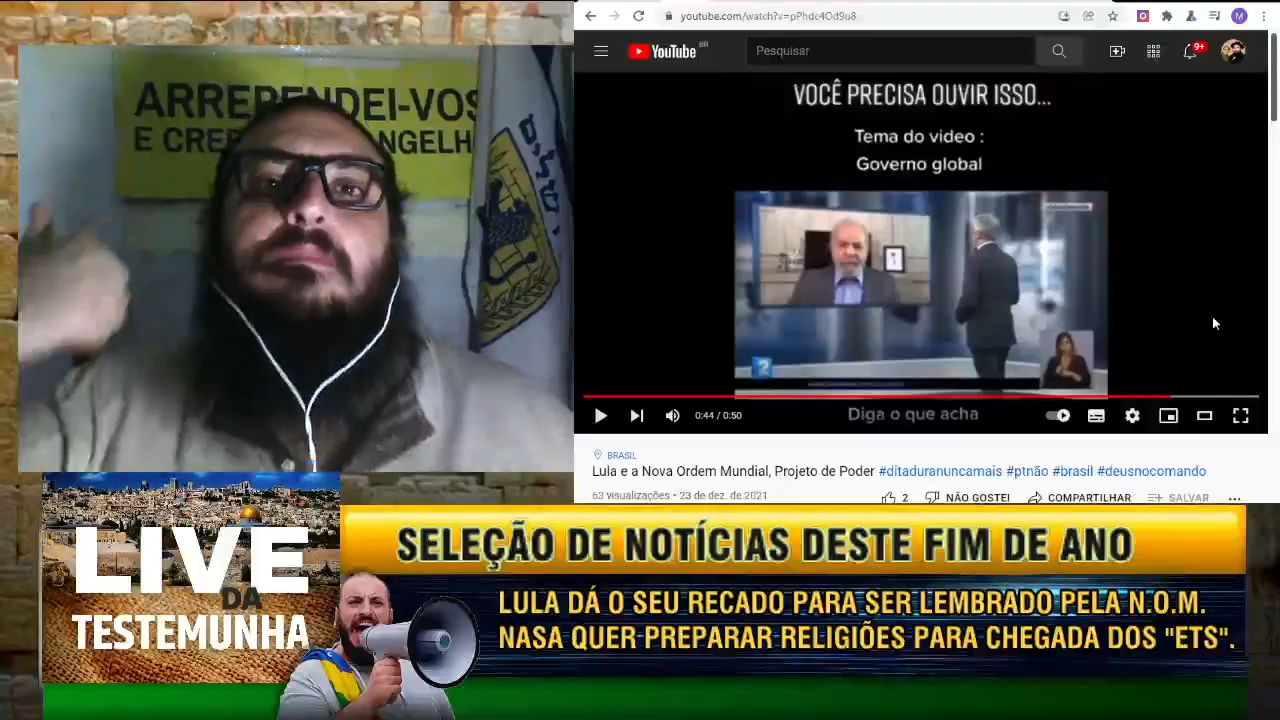 youtube.com/watch?v=pPhdc4Od9u8
M
YouTube BR
Pesquisar
9+
ARREPENDEI-VOS
E CRE
NGELH
ירושלים
VOCÊ PRECISA OUVIR ISSO...
Tema do video :
Governo global
2
Diga o que acha
0:44 / 0:50
BRASIL
Lula e a Nova Ordem Mundial, Projeto de Poder #ditaduranuncamais #ptnão #brasil #deusnocomando
63 visualizações • 23 de dez. de 2021
2 NÃO GOSTEI COMPARTILHAR SALVAR ...
LIVE
DA
TESTEMUNHA
SELEÇÃO DE NOTÍCIAS DESTE FIM DE ANO
LULA DÁ O SEU RECADO PARA SER LEMBRADO PELA N.O.M.
NASA QUER PREPARAR RELIGIÕES PARA CHEGADA DOS "ETS".